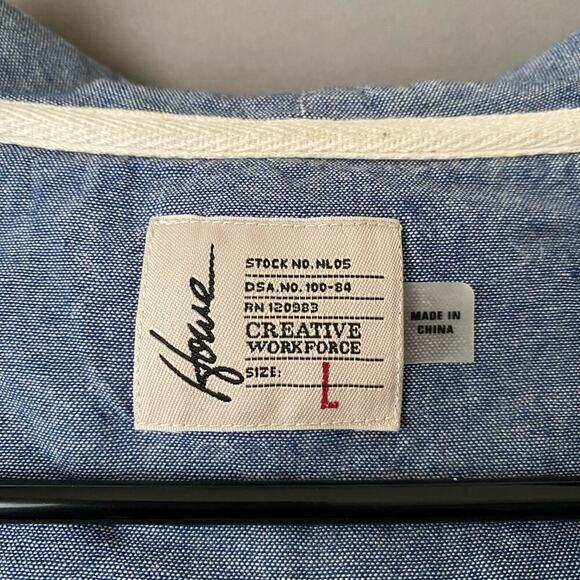 Howe
STOCK NO. NL05
DSA. NO. 100-84
RN 120983
CREATIVE
WORKFORCE
SIZE: L
MADE IN
CHINA